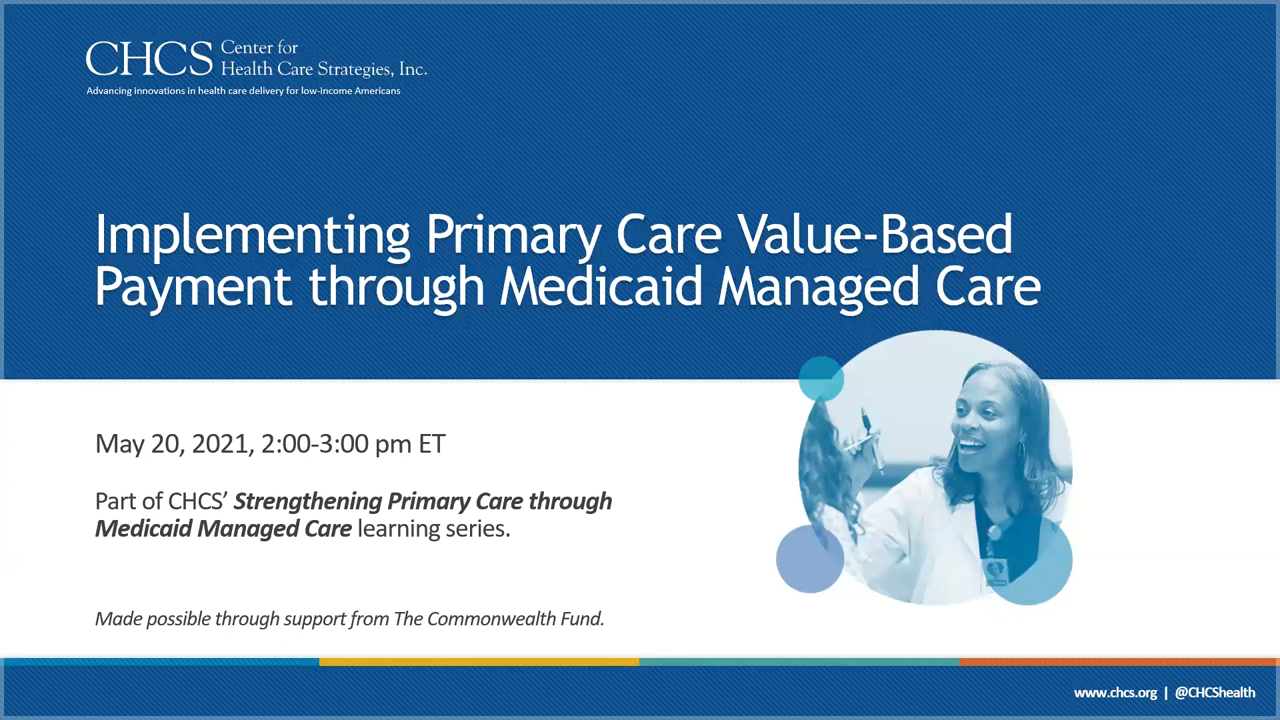 CHCS Center for
Health Care Strategies, Inc.
Advancing innovations in health care delivery for low-income Americans
Implementing Primary Care Value-Based
Payment through Medicaid Managed Care
May 20, 2021, 2:00-3:00 pm ET
Part of CHCS’ Strengthening Primary Care through
Medicaid Managed Care learning series.
Made possible through support from The Commonwealth Fund.
www.chcs.org | @CHCShealth